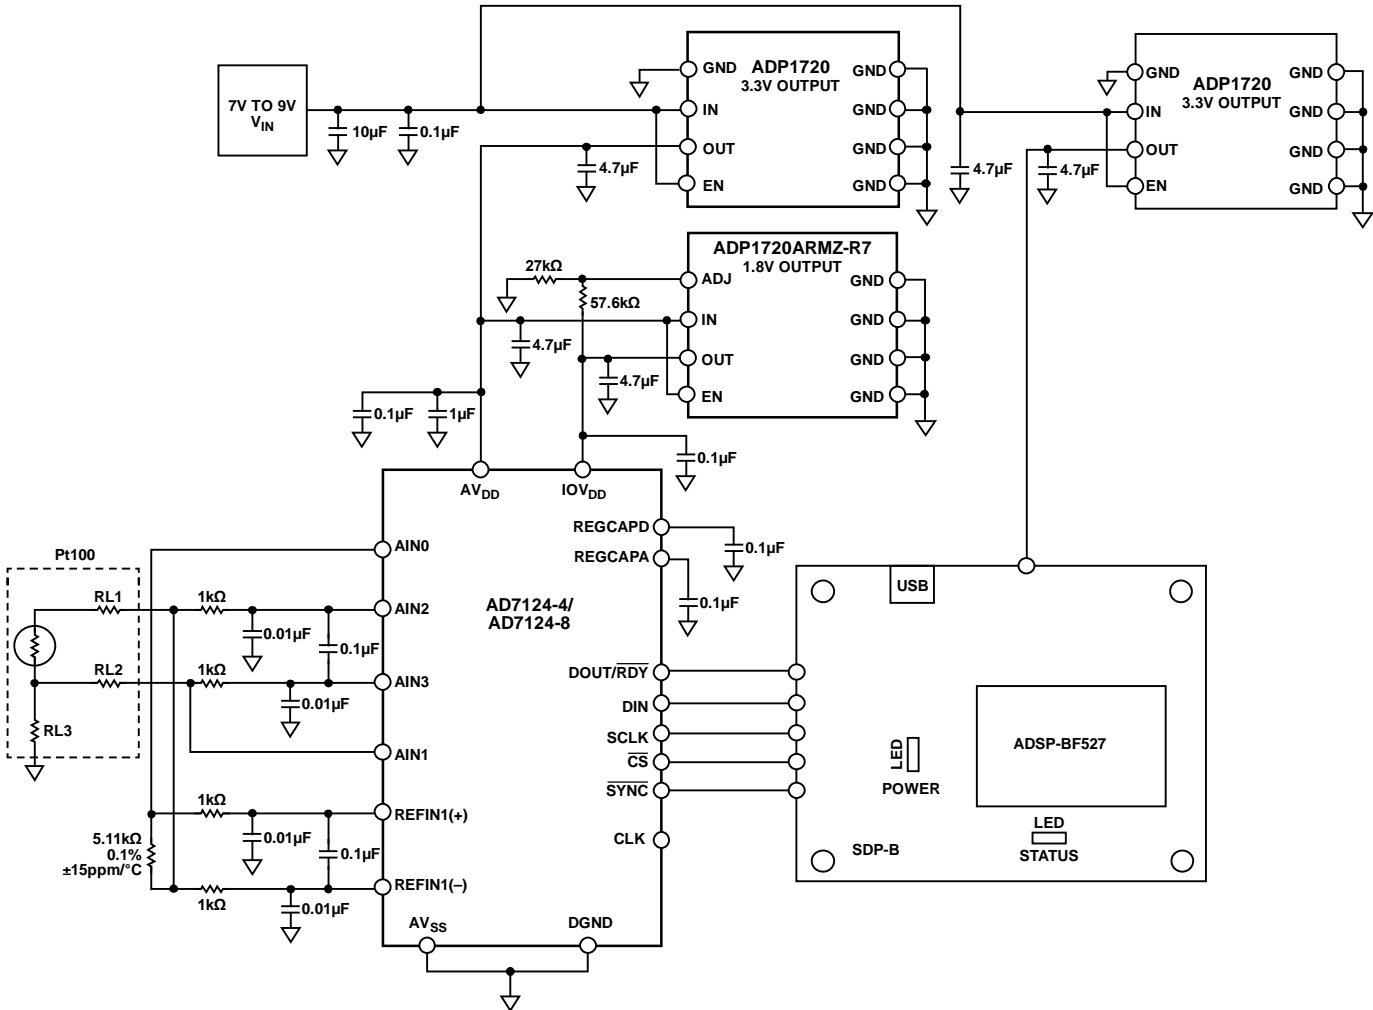 7V TO 9V
VIN
10µF
0.1µF
4.7µF
GND
IN
OUT
EN
ADP1720
3.3V OUTPUT
GND
GND
GND
GND
4.7µF
4.7µF
GND
IN
OUT
EN
ADP1720
3.3V OUTPUT
GND
GND
GND
GND
27kΩ
57.6kΩ
4.7µF
4.7µF
ADP1720ARMZ-R7
1.8V OUTPUT
ADJ
IN
OUT
EN
GND
GND
GND
GND
0.1µF
1µF
0.1µF
AVDD
IOVDD
REGCAPD
REGCAPA
0.1µF
0.1µF
Pt100
RL1
RL2
RL3
1kΩ
0.01µF
0.1µF
1kΩ
0.01µF
AIN0
AIN2
AIN3
AIN1
AD7124-4/
AD7124-8
1kΩ
0.01µF
0.1µF
5.11kΩ
0.1%
±15ppm/°C
1kΩ
0.01µF
REFIN1(+)
REFIN1(–)
DOUT/RDY
DIN
SCLK
CS
SYNC
CLK
AVSS
DGND
USB
ADSP-BF527
LED
POWER
LED
STATUS
SDP-B